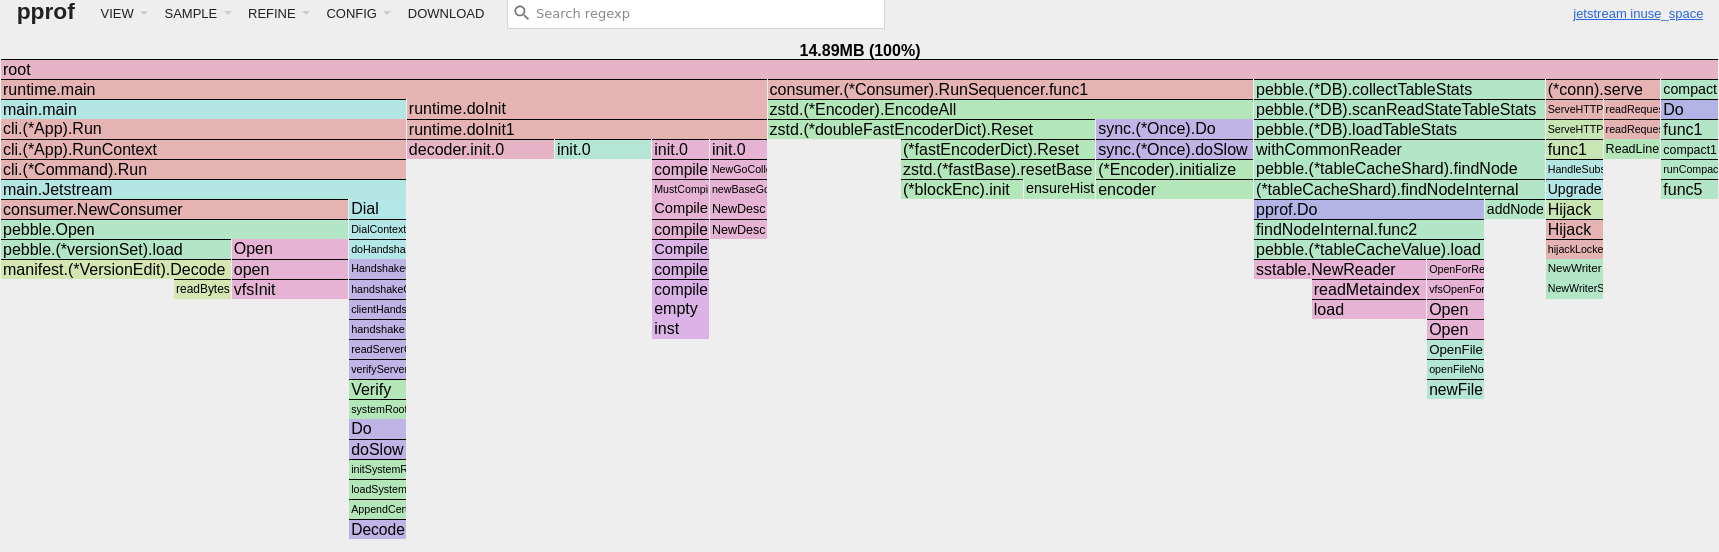 pprof VIEW SAMPLE REFINE CONFIG DOWNLOAD Search regexp jetstream inuse_space
14.89MB (100%)
root
runtime.main consumer.(*Consumer).RunSequencer.func1 pebble.(*DB).collectTableStats (*conn).serve compact
main.main runtime.doInit zstd.(*Encoder).EncodeAll pebble.(*DB).scanReadStateTableStats ServeHTTP readReques Do
cli.(*App).Run runtime.doInit1 zstd.(*doubleFastEncoderDict).Reset sync.(*Once).Do pebble.(*DB).loadTableStats ServeHTTP readReques func1
cli.(*App).RunContext decoder.init.0 init.0 init.0 init.0 (*fastEncoderDict).Reset sync.(*Once).doSlow withCommonReader func1 ReadLine compact1
cli.(*Command).Run compile NewGoColle zstd.(*fastBase).resetBase (*Encoder).initialize pebble.(*tableCacheShard).findNode HandleSubs runCompac
main.Jetstream MustCompi newBaseGo (*blockEnc).init ensureHist encoder (*tableCacheShard).findNodeInternal Upgrade func5
consumer.NewConsumer Dial Compile NewDesc pprof.Do addNode Hijack
pebble.Open DialContext compile NewDesc findNodeInternal.func2 Hijack
pebble.(*versionSet).load Open doHandsha Compile pebble.(*tableCacheValue).load hijackLocke
manifest.(*VersionEdit).Decode open Handshake compile sstable.NewReader OpenForRe NewWriter
readBytes vfsInit handshakeC compile readMetaindex vfsOpenFor NewWriterS
clientHands empty load Open
handshake inst Open
readServerC OpenFile
verifyServer openFileNo
Verify newFile
systemRoot
Do
doSlow
initSystemR
loadSystem
AppendCer
Decode